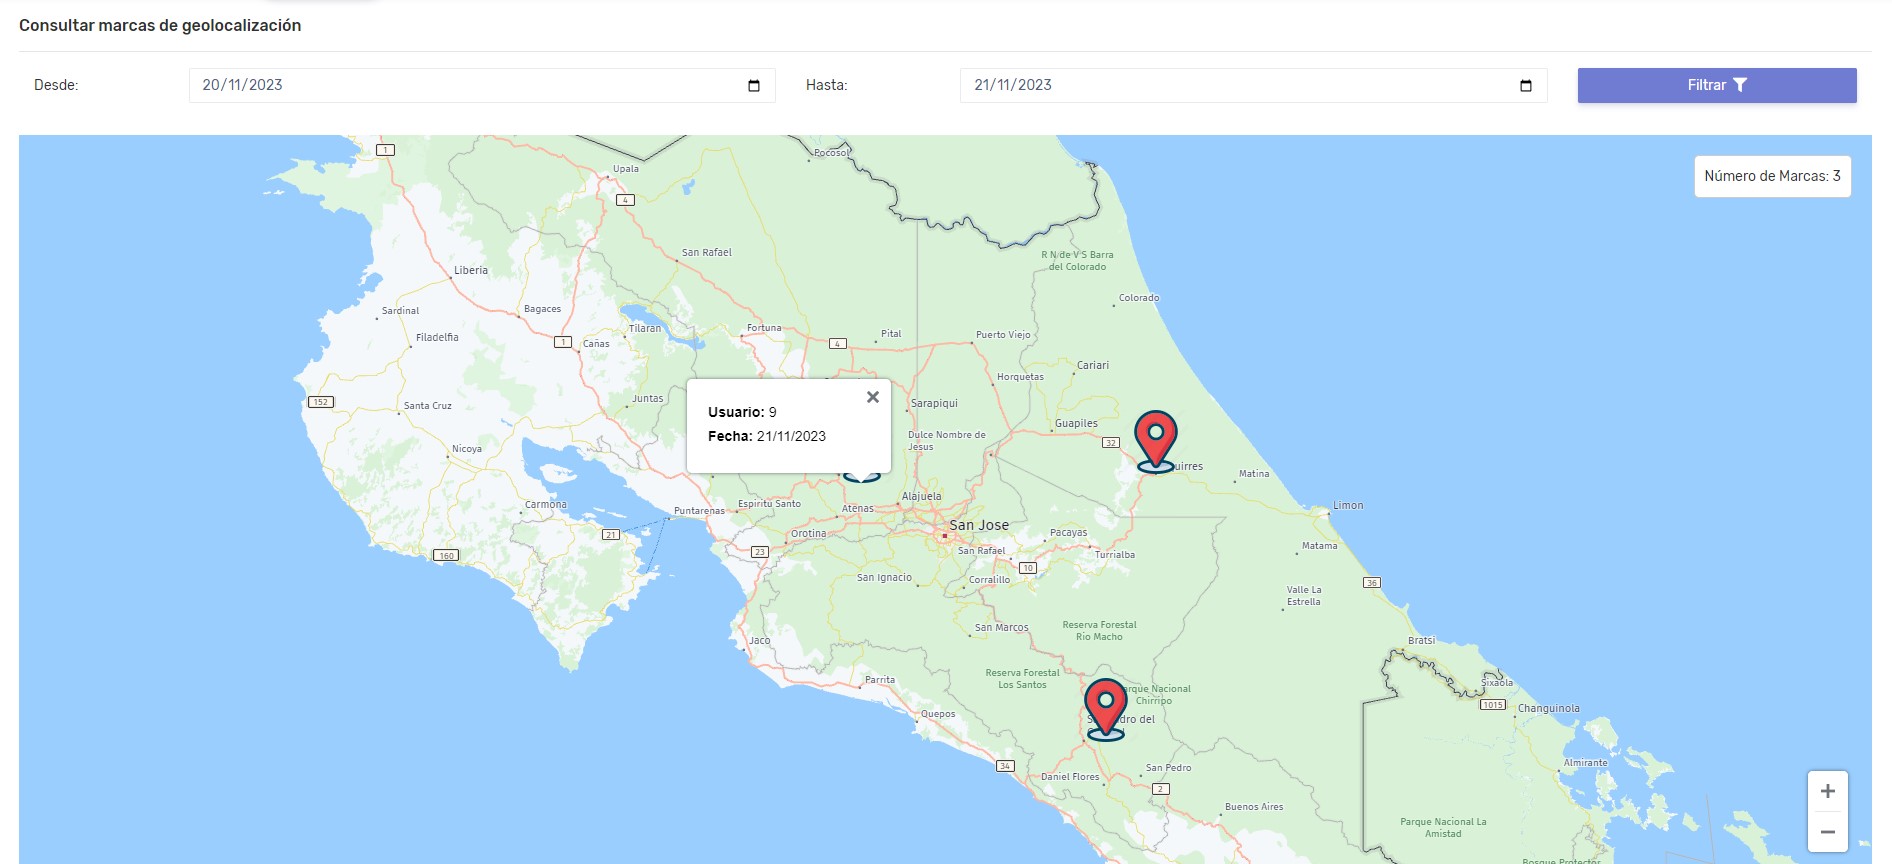 Consultar marcas de geolocalización
Desde:
20/11/2023
Hasta:
21/11/2023
Filtrar
Número de Marcas: 3
1
Pocosol
Upala
4
San Rafael
R N de V S Barra
del Colorado
Liberia
Colorado
Sardinal
Bagaces
Tilaran
Fortuna
Pital
Puerto Viejo
Filadelfia
1
Cañas
4
Cariari
Horquetas
152
Santa Cruz
Juntas
Usuario: 9
Fecha: 21/11/2023
Sarapiqui
Guapiles
Dulce Nombre de
Jesus
32
Nicoya
uirres
Matina
Carmona
Puntarenas
Espiritu Santo
Atenas
Alajuela
Limon
San Jose
21
Orotina
Pacayas
Matama
160
23
San Rafael
Turrialba
10
San Ignacio
Corralillo
36
Valle La
Estrella
San Marcos
Reserva Forestal
Rio Macho
Jaco
Bratsi
Reserva Forestal
Los Santos
Parrita
arque Nacional
Chirripo
Sixaola
1015
Changuinola
Quepos
dro del
34
Daniel Flores
San Pedro
Almirante
2
Buenos Aires
Parque Nacional La
Amistad
Bosque Protector
+
−